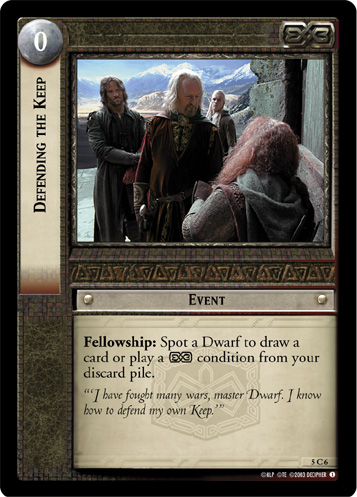 0
DEFENDING THE KEEP
EVENT
Fellowship: Spot a Dwarf to draw a
card or play a condition from your
discard pile.
“‘I have fought many wars, master Dwarf. I know
how to defend my own Keep.’”
5 C 6
©NLP ©TE ©2003 DECIPHER